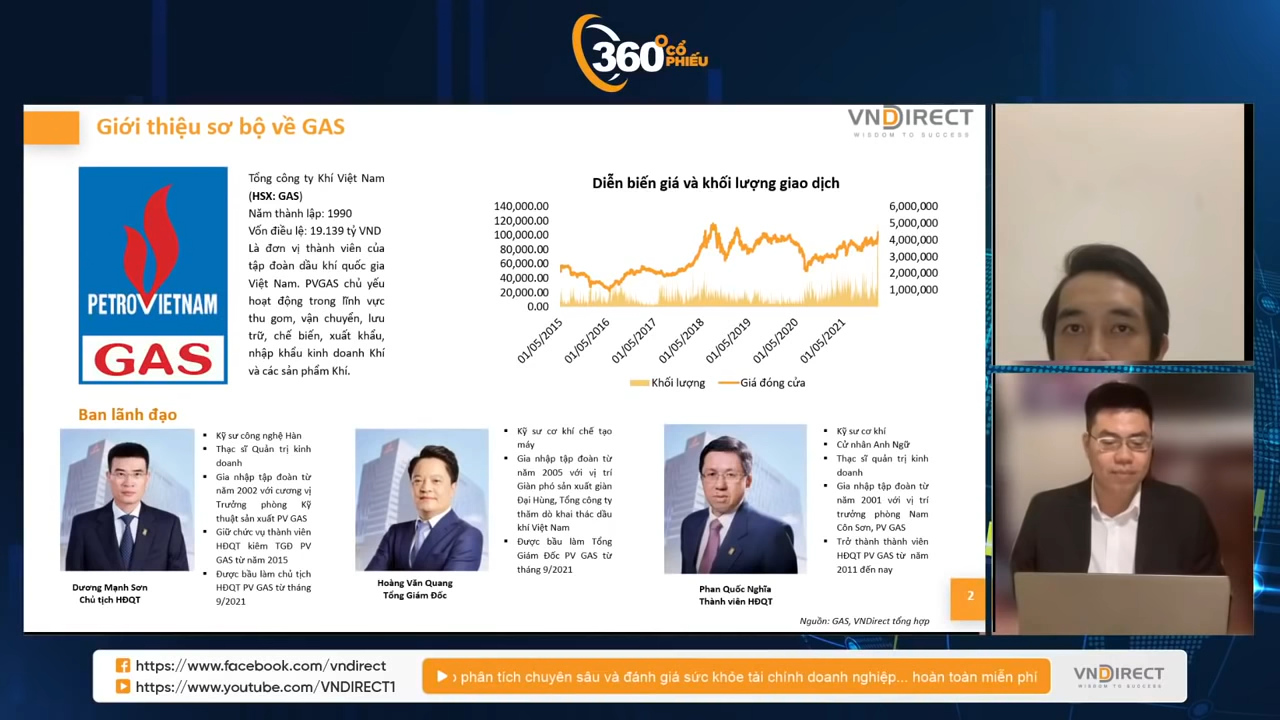 360° CỔ
PHIẾU
Giới thiệu sơ bộ về GAS
VNDIRECT
WISDOM TO SUCCESS
PETROVIETNAM
GAS
Tổng công ty Khí Việt Nam
(HSX: GAS)
Năm thành lập: 1990
Vốn điều lệ: 19.139 tỷ VND
Là đơn vị thành viên của
tập đoàn dầu khí quốc gia
Việt Nam. PVGAS chủ yếu
hoạt động trong lĩnh vực
thu gom, vận chuyển, lưu
trữ, chế biến, xuất khẩu,
nhập khẩu kinh doanh Khí
và các sản phẩm Khí.
Diễn biến giá và khối lượng giao dịch
140,000.00
120,000.00
100,000.00
80,000.00
60,000.00
40,000.00
20,000.00
0.00
6,000,000
5,000,000
4,000,000
3,000,000
2,000,000
1,000,000
01/05/2015
01/05/2016
01/05/2017
01/05/2018
01/05/2019
01/05/2020
01/05/2021
Khối lượng
Giá đóng cửa
Ban lãnh đạo
▪ Kỹ sư công nghệ Hàn
▪ Thạc sĩ Quản trị kinh
doanh
▪ Gia nhập tập đoàn từ
năm 2002 với cương vị
Trưởng phòng Kỹ
thuật sản xuất PV GAS
▪ Giữ chức vụ thành viên
HĐQT kiêm TGĐ PV
GAS từ năm 2015
▪ Được bầu làm chủ tịch
HĐQT PV GAS từ tháng
9/2021
Dương Mạnh Sơn
Chủ tịch HĐQT
▪ Kỹ sư cơ khí chế tạo
máy
▪ Gia nhập tập đoàn từ
năm 2005 với vị trí
Giàn phó sản xuất giàn
Đại Hùng, Tổng công ty
thăm dò khai thác dầu
khí Việt Nam
▪ Được bầu làm Tổng
Giám Đốc PV GAS từ
tháng 9/2021
Hoàng Văn Quang
Tổng Giám Đốc
▪ Kỹ sư cơ khí
▪ Cử nhân Anh Ngữ
▪ Thạc sĩ quản trị kinh
doanh
▪ Gia nhập tập đoàn từ
năm 2001 với vị trí
trưởng phòng Nam
Côn Sơn, PV GAS
▪ Trở thành thành viên
HĐQT PV GAS từ năm
2011 đến nay
Phan Quốc Nghĩa
Thành viên HĐQT
2
Nguồn: GAS, VNDirect tổng hợp
https://www.facebook.com/vndirect
https://www.youtube.com/VNDIRECT1
phân tích chuyên sâu và đánh giá sức khỏe tài chính doanh nghiệp... hoàn toàn miễn phí
VNDIRECT
WISDOM TO SUCCESS